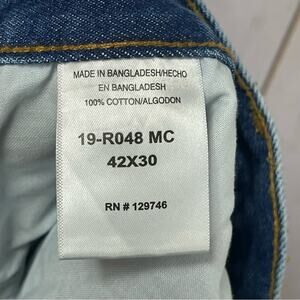 MADE IN BANGLADESH/HECHO
EN BANGLADESH
100% COTTON/ALGODON
19-R048 MC
42X30
RN # 129746